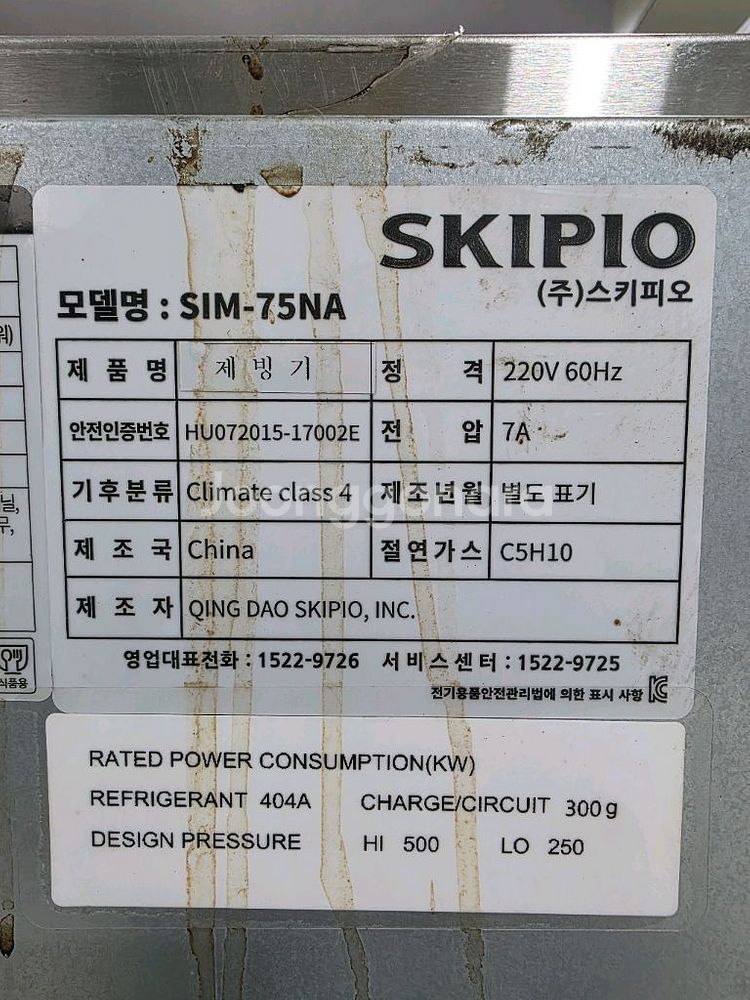 SKIPIO
(주)스키피오
모델명 : SIM-75NA
제 품 명 제 빙 기 정 격 220V 60Hz
안전인증번호 HU072015-17002E 전 압 7A
기후분류 Climate class 4 제조년월 별도 표기
제 조 국 China 절연가스 C5H10
제 조 자 QING DAO SKIPIO, INC.
영업대표전화 : 1522-9726 서비스센터 : 1522-9725
전기용품안전관리법에 의한 표시 사항
RATED POWER CONSUMPTION(KW)
REFRIGERANT 404A CHARGE/CIRCUIT 300g
DESIGN PRESSURE HI 500 LO 250
식품용
Joonggonara